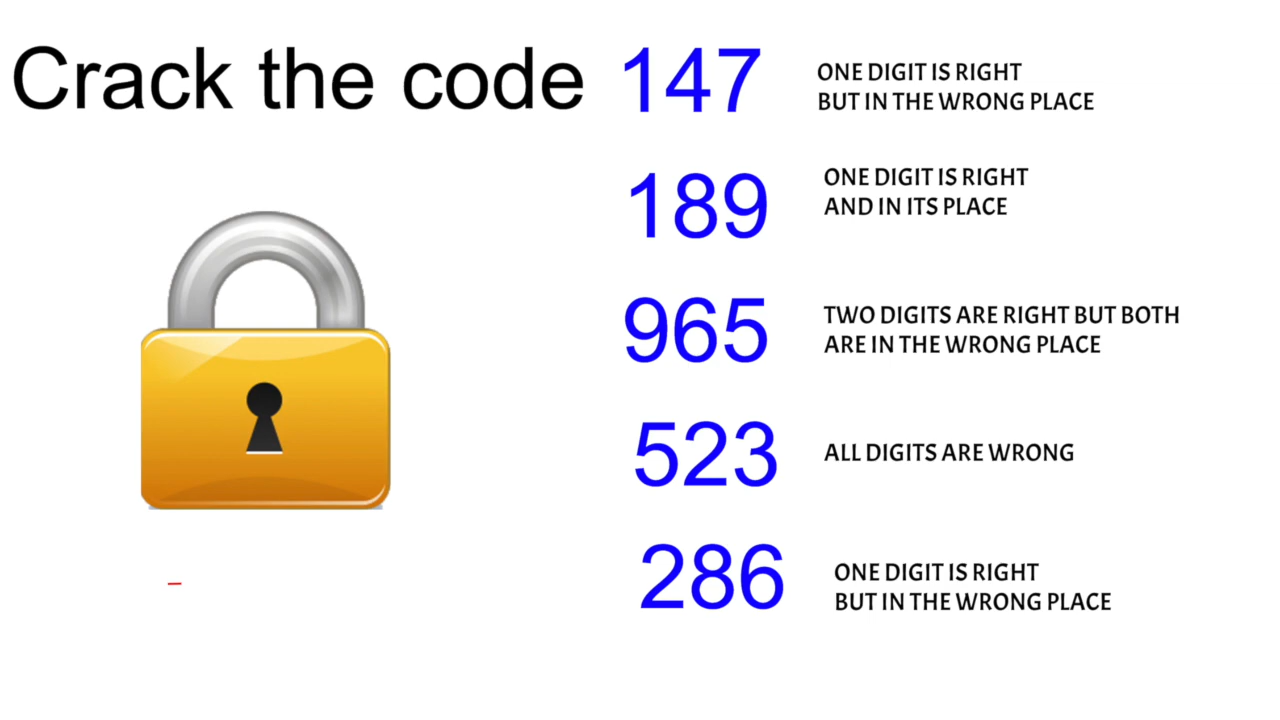 Crack the code
147
ONE DIGIT IS RIGHT
BUT IN THE WRONG PLACE
189
ONE DIGIT IS RIGHT
AND IN ITS PLACE
965
TWO DIGITS ARE RIGHT BUT BOTH
ARE IN THE WRONG PLACE
523
ALL DIGITS ARE WRONG
286
ONE DIGIT IS RIGHT
BUT IN THE WRONG PLACE